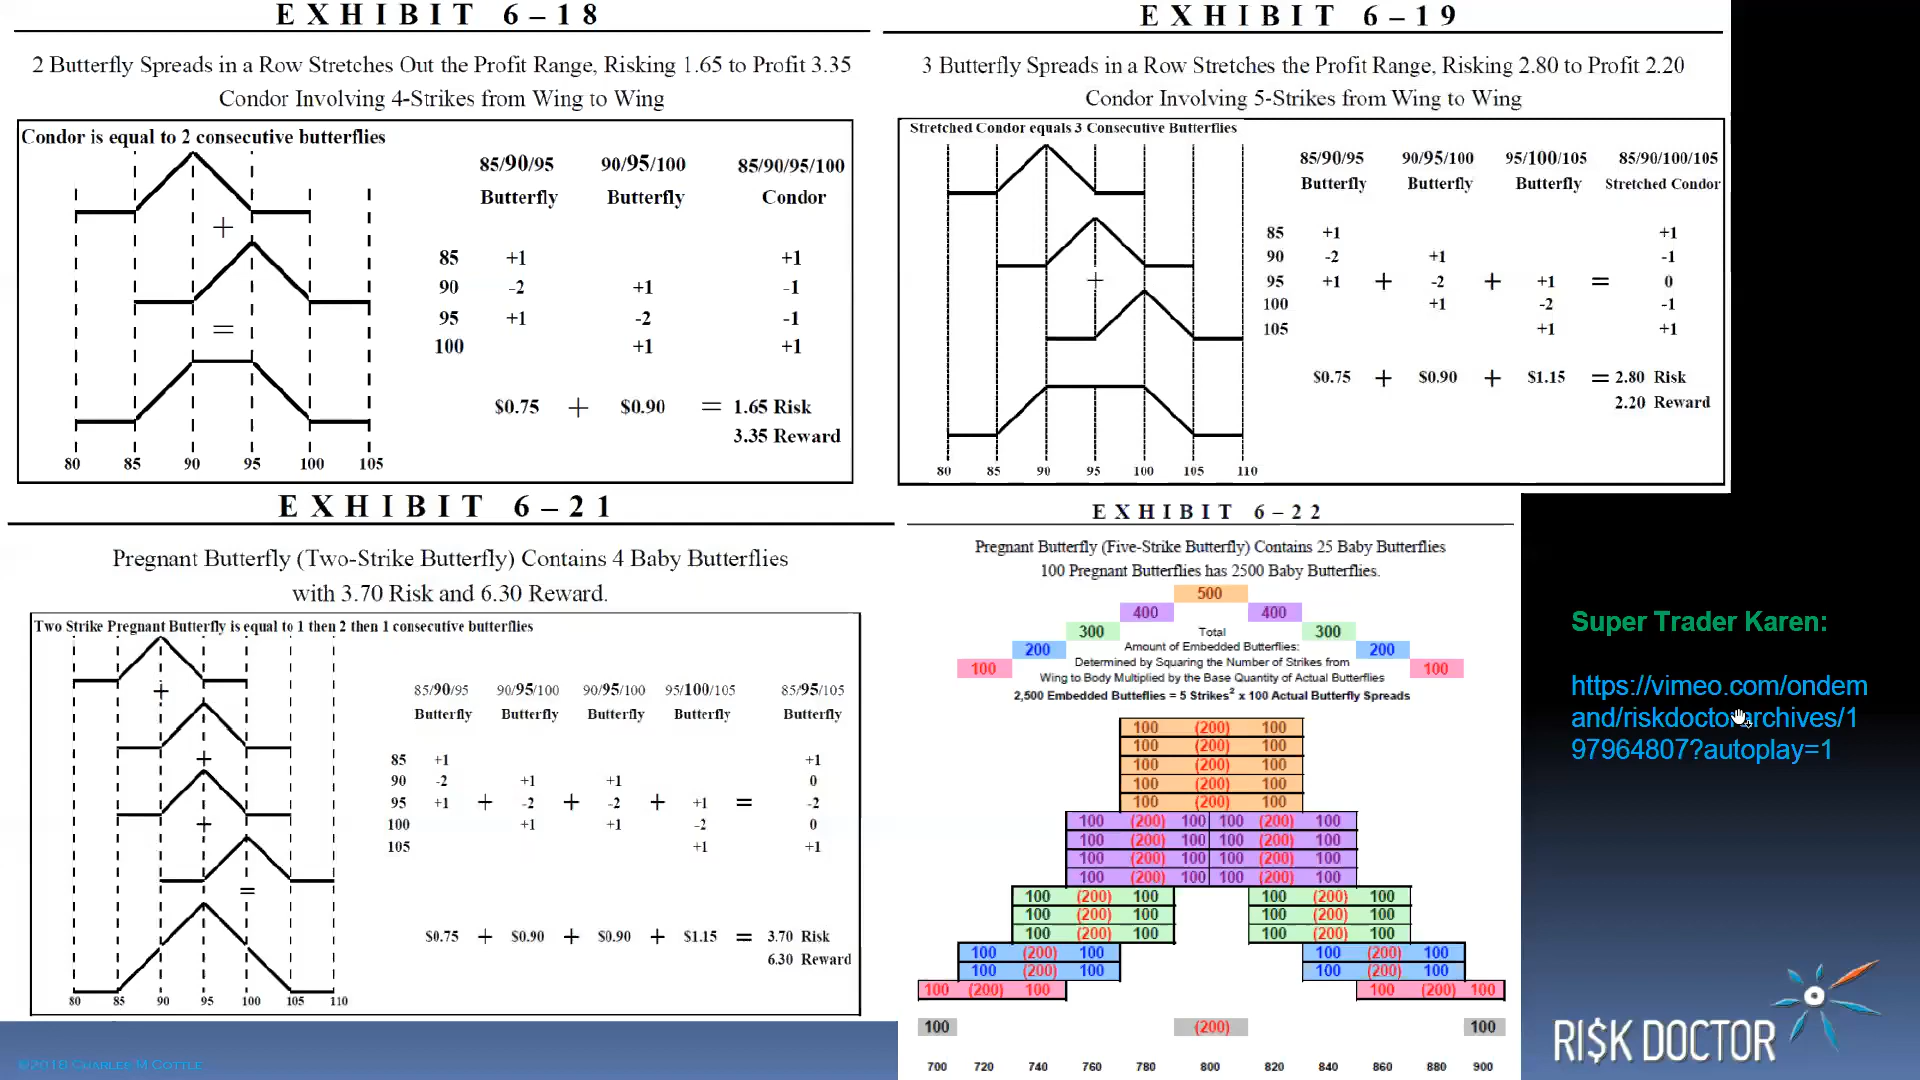 EXHIBIT 6–18
2 Butterfly Spreads in a Row Stretches Out the Profit Range, Risking 1.65 to Profit 3.35
Condor Involving 4-Strikes from Wing to Wing
Condor is equal to 2 consecutive butterflies
85/90/95 90/95/100 85/90/95/100
Butterfly Butterfly Condor
+
=
85 +1 +1
90 -2 +1 -1
95 +1 -2 -1
100 +1 +1
$0.75 + $0.90 = 1.65 Risk
3.35 Reward
80 85 90 95 100 105
EXHIBIT 6–19
3 Butterfly Spreads in a Row Stretches the Profit Range, Risking 2.80 to Profit 2.20
Condor Involving 5-Strikes from Wing to Wing
Stretched Condor equals 3 Consecutive Butterflies
85/90/95 90/95/100 95/100/105 85/90/100/105
Butterfly Butterfly Butterfly Stretched Condor
+
85 +1 +1
90 -2 +1 -1
95 +1 + -2 + +1 = 0
100 +1 -2 -1
105 +1 +1
$0.75 + $0.90 + $1.15 = 2.80 Risk
2.20 Reward
80 85 90 95 100 105 110
EXHIBIT 6–21
Pregnant Butterfly (Two-Strike Butterfly) Contains 4 Baby Butterflies
with 3.70 Risk and 6.30 Reward.
Two Strike Pregnant Butterfly is equal to 1 then 2 then 1 consecutive butterflies
85/90/95 90/95/100 90/95/100 95/100/105 85/95/105
Butterfly Butterfly Butterfly Butterfly Butterfly
+
+
+
=
85 +1 +1
90 -2 +1 +1 0
95 +1 + -2 + -2 + +1 = -2
100 +1 +1 -2 0
105 +1 +1
$0.75 + $0.90 + $0.90 + $1.15 = 3.70 Risk
6.30 Reward
80 85 90 95 100 105 110
©2018 CHARLES M COTTLE
EXHIBIT 6–22
Pregnant Butterfly (Five-Strike Butterfly) Contains 25 Baby Butterflies
100 Pregnant Butterflies has 2500 Baby Butterflies.
500
400 400
300 Total 300
Amount of Embedded Butterflies:
200 200
Determined by Squaring the Number of Strikes from
100 100
Wing to Body Multiplied by the Base Quantity of Actual Butterflies
2,500 Embedded Butteflies = 5 Strikes² x 100 Actual Butterfly Spreads
100 (200) 100
100 (200) 100
100 (200) 100
100 (200) 100
100 (200) 100
100 (200) 100 100 (200) 100
100 (200) 100 100 (200) 100
100 (200) 100 100 (200) 100
100 (200) 100 100 (200) 100
100 (200) 100 100 (200) 100
100 (200) 100 100 (200) 100
100 (200) 100 100 (200) 100
100 (200) 100 100 (200) 100
100 (200) 100 100 (200) 100
100 (200) 100 100 (200) 100
100 (200) 100
700 720 740 760 780 800 820 840 860 880 900
Super Trader Karen:
https://vimeo.com/ondem
and/riskdoctorarchives/1
97964807?autoplay=1
RI$K DOCTOR